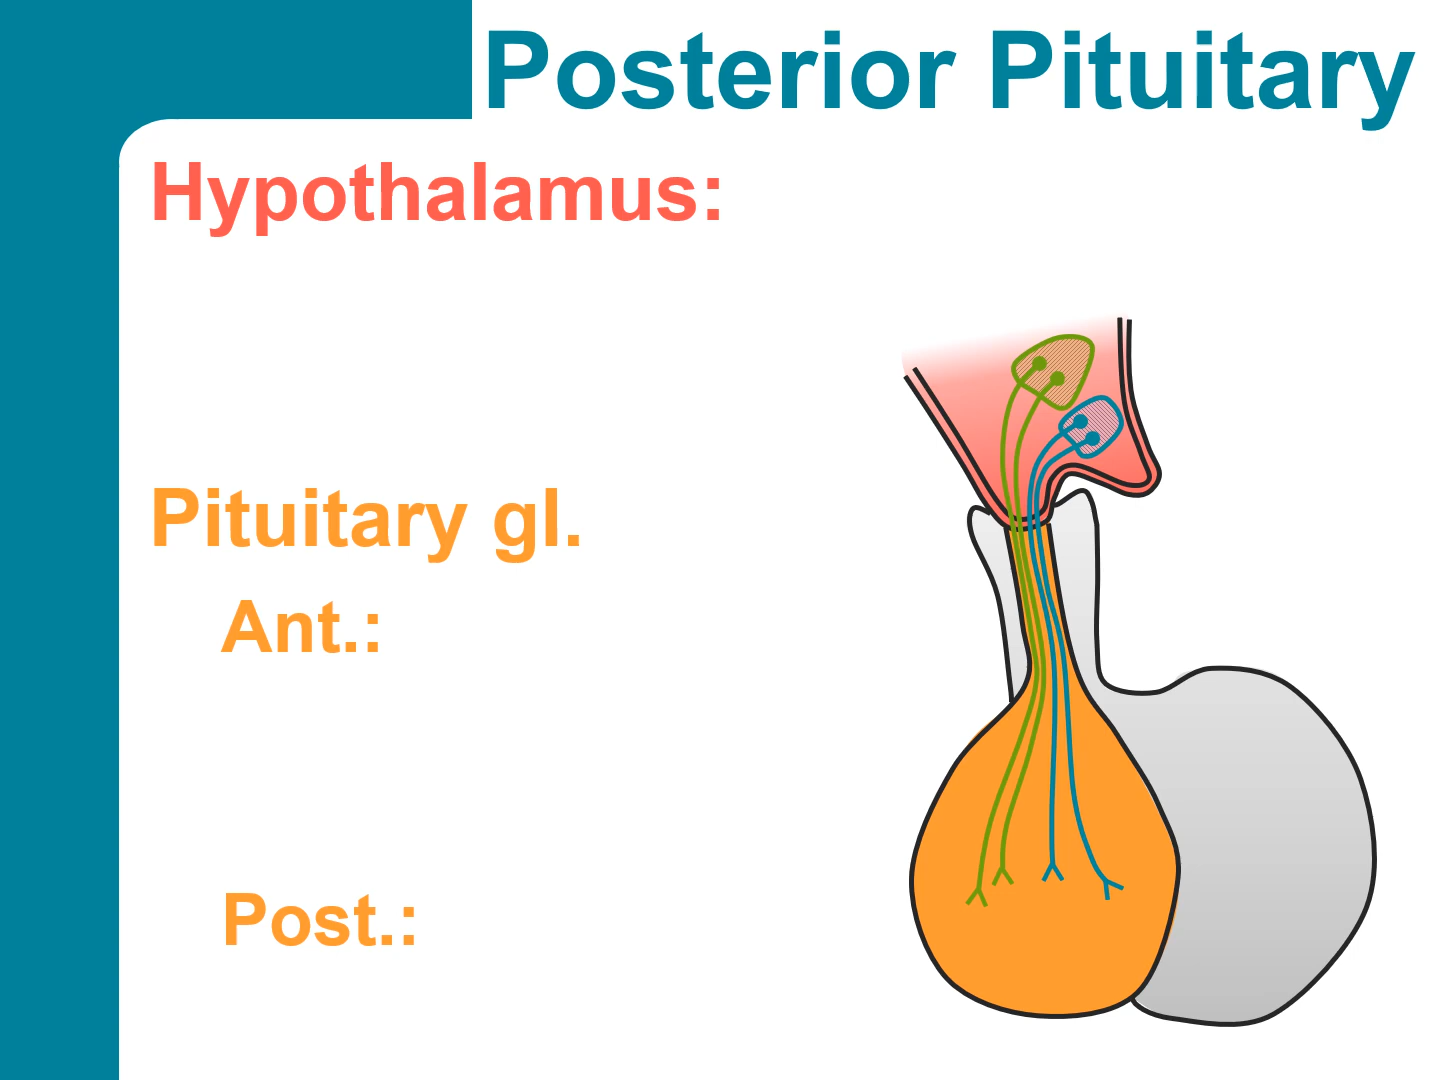 Posterior Pituitary
Hypothalamus:
Pituitary gl.
Ant.:
Post.: